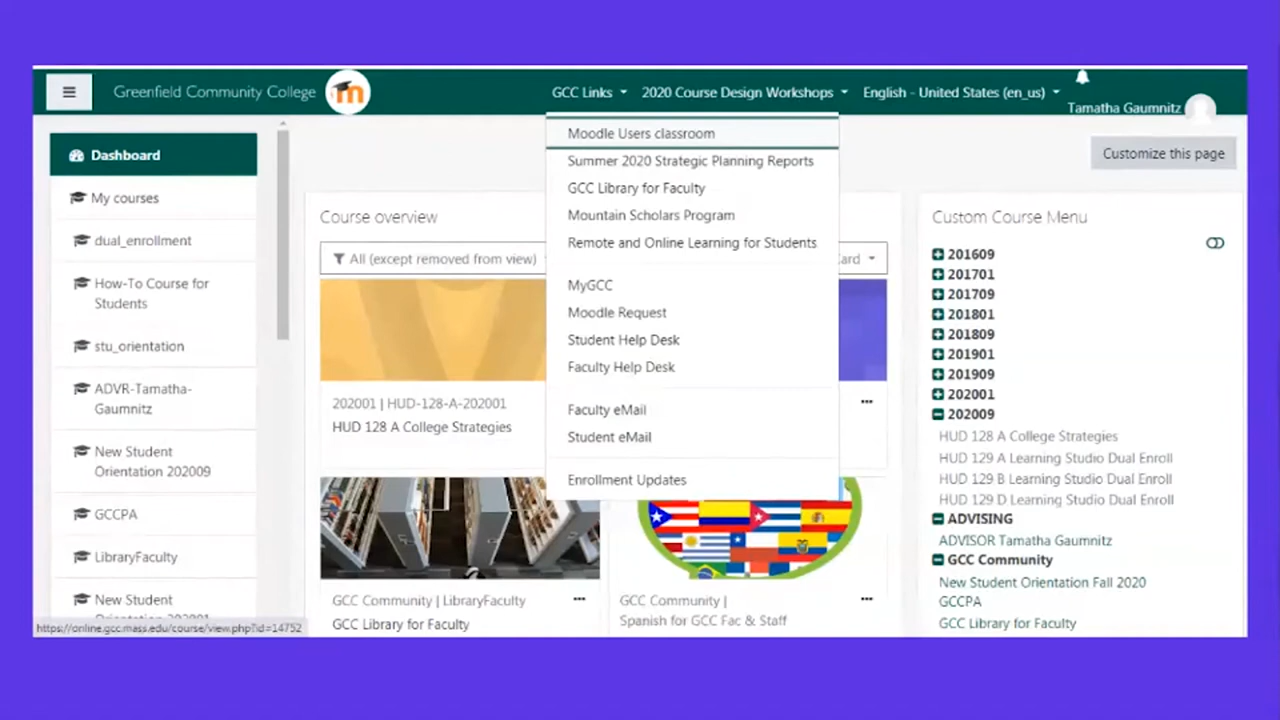 Greenfield Community College
GCC Links
2020 Course Design Workshops
English - United States (en_us)
Tamatha Gaumnitz
Dashboard
My courses
dual_enrollment
How-To Course for
Students
stu_orientation
ADVR-Tamatha-
Gaumnitz
New Student
Orientation 202009
GCCPA
LibraryFaculty
New Student
https://online.gcc.mass.edu/course/view.php?id=14752
Moodle Users classroom
Summer 2020 Strategic Planning Reports
GCC Library for Faculty
Mountain Scholars Program
Remote and Online Learning for Students
MyGCC
Moodle Request
Student Help Desk
Faculty Help Desk
Faculty eMail
Student eMail
Enrollment Updates
Course overview
All (except removed from view)
202001 | HUD-128-A-202001
HUD 128 A College Strategies
GCC Community | LibraryFaculty
GCC Library for Faculty
GCC Community |
Spanish for GCC Fac & Staff
Customize this page
Custom Course Menu
201609
201701
201709
201801
201809
201901
201909
202001
202009
HUD 128 A College Strategies
HUD 129 A Learning Studio Dual Enroll
HUD 129 B Learning Studio Dual Enroll
HUD 129 D Learning Studio Dual Enroll
ADVISING
ADVISOR Tamatha Gaumnitz
GCC Community
New Student Orientation Fall 2020
GCCPA
GCC Library for Faculty